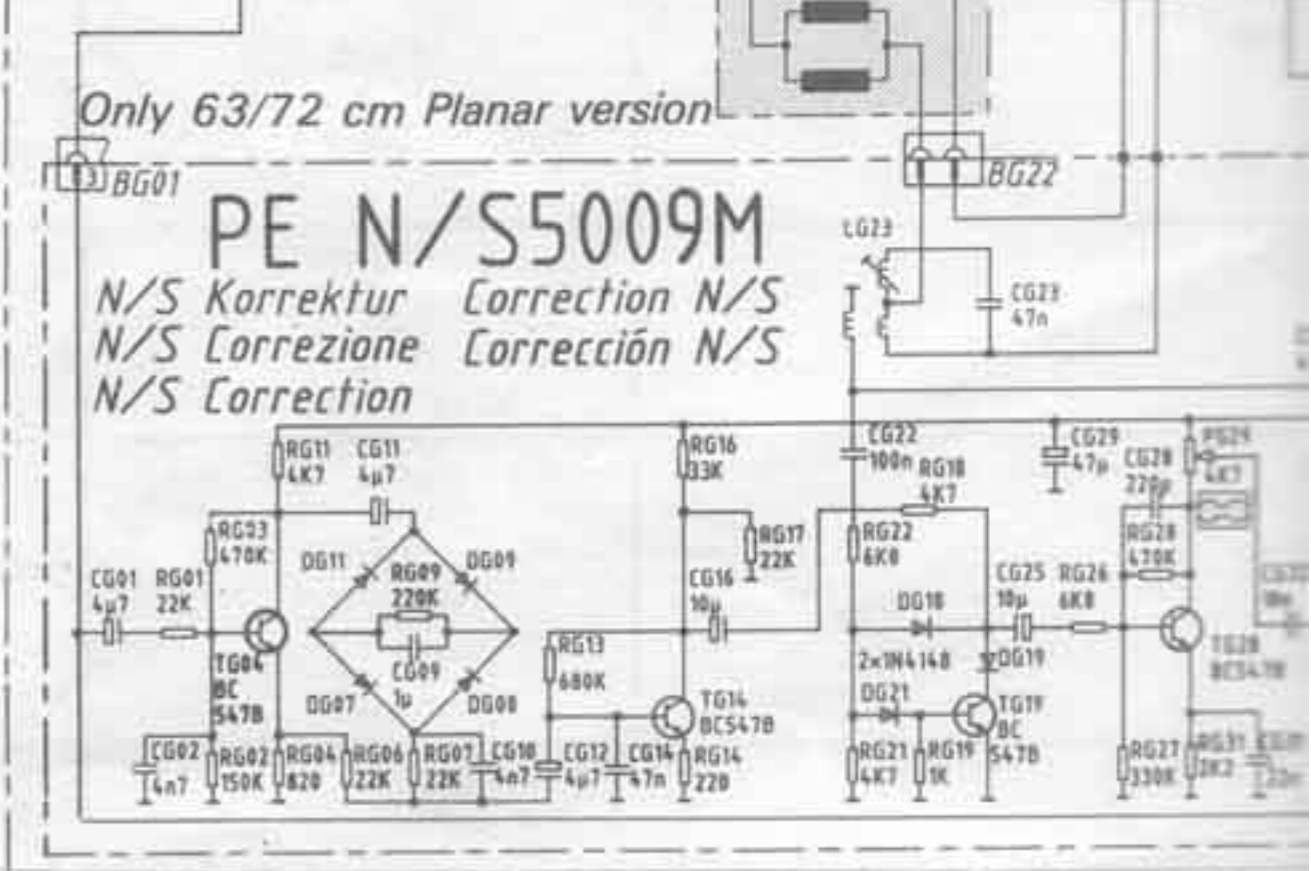 Only 63/72 cm Planar version
BG01
BG22
PE N/S5009M
N/S Korrektur Correction N/S
N/S Correzione Corrección N/S
N/S Correction
LG23
CG23
47n
RG11
4K7
CG11
4µ7
RG16
33K
CG22
100n
RG18
4K7
CG29
47µ
CG28
220p
4K7
RG03
470K
DG11
RG09
220K
DG09
RG17
22K
RG22
6K8
RG28
470K
CG01
4µ7
RG01
22K
CG16
10µ
DG18
CG25
10µ
RG26
6K8
TG04
BC
547B
CG09
1µ
DG07
DG08
RG13
680K
2x1N4148
DG19
DG21
TG14
BC547B
TG19
BC
547B
TG28
BC547B
CG02
4n7
RG02
150K
RG04
820
RG06
22K
RG07
22K
CG10
4n7
CG12
4µ7
CG14
47n
RG14
220
RG21
4K7
RG19
1K
RG27
330K
RG31
2K2